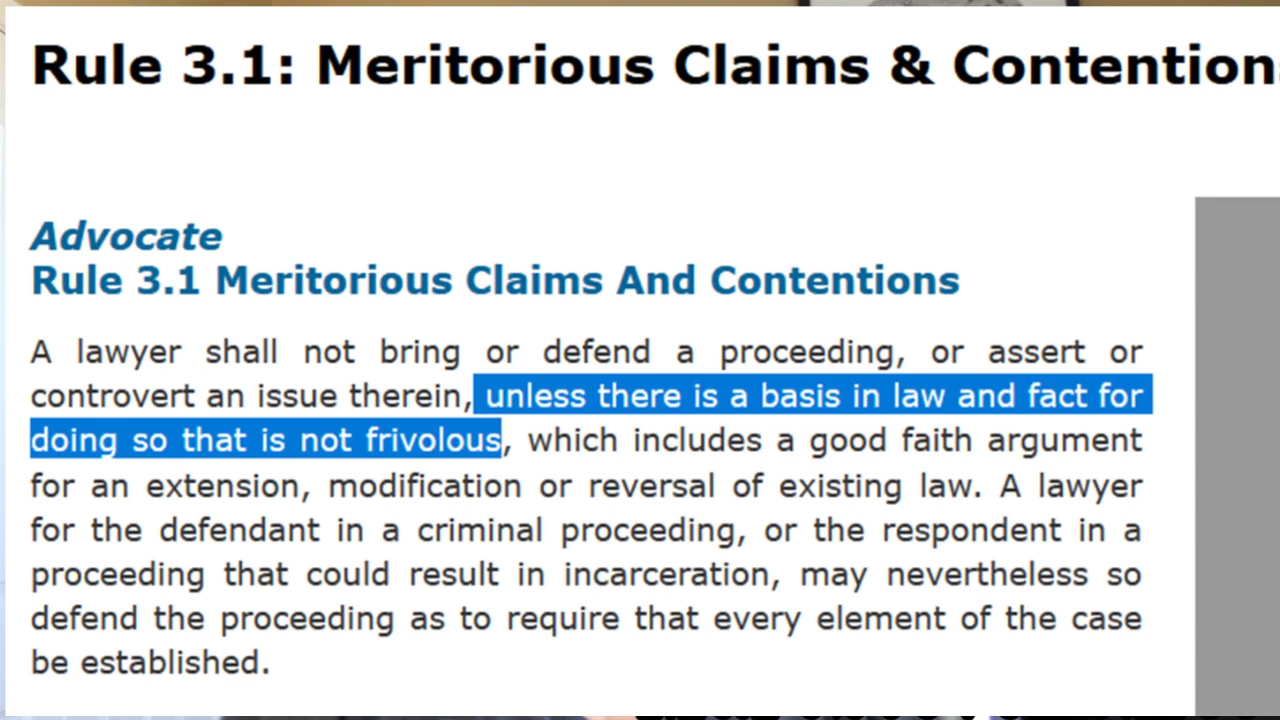 Rule 3.1: Meritorious Claims & Contentions
Advocate
Rule 3.1 Meritorious Claims And Contentions
A lawyer shall not bring or defend a proceeding, or assert or
controvert an issue therein, unless there is a basis in law and fact for
doing so that is not frivolous, which includes a good faith argument
for an extension, modification or reversal of existing law. A lawyer
for the defendant in a criminal proceeding, or the respondent in a
proceeding that could result in incarceration, may nevertheless so
defend the proceeding as to require that every element of the case
be established.